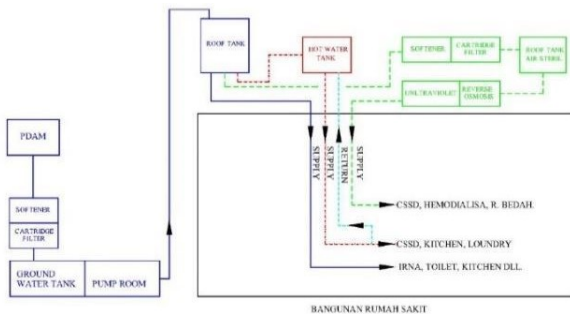 ROOF TANK
HOT WATER
TANK
SOFTENER
CARTRIDGE
FILTER
ROOF TANK
AIR STERIL
UNLTRAVIOLET
REVERSE
OSMOSIS
PDAM
SOFTENER
CARTRIDGE
FILTER
GROUND
WATER TANK
PUMP ROOM
SUPPLY
SUPPLY
RETURN
SUPPLY
CSSD, HEMODIALISA, R. BEDAH.
CSSD, KITCHEN, LOUNDRY
IRNA, TOILET, KITCHEN DLL.
BANGUNAN RUMAH SAKIT